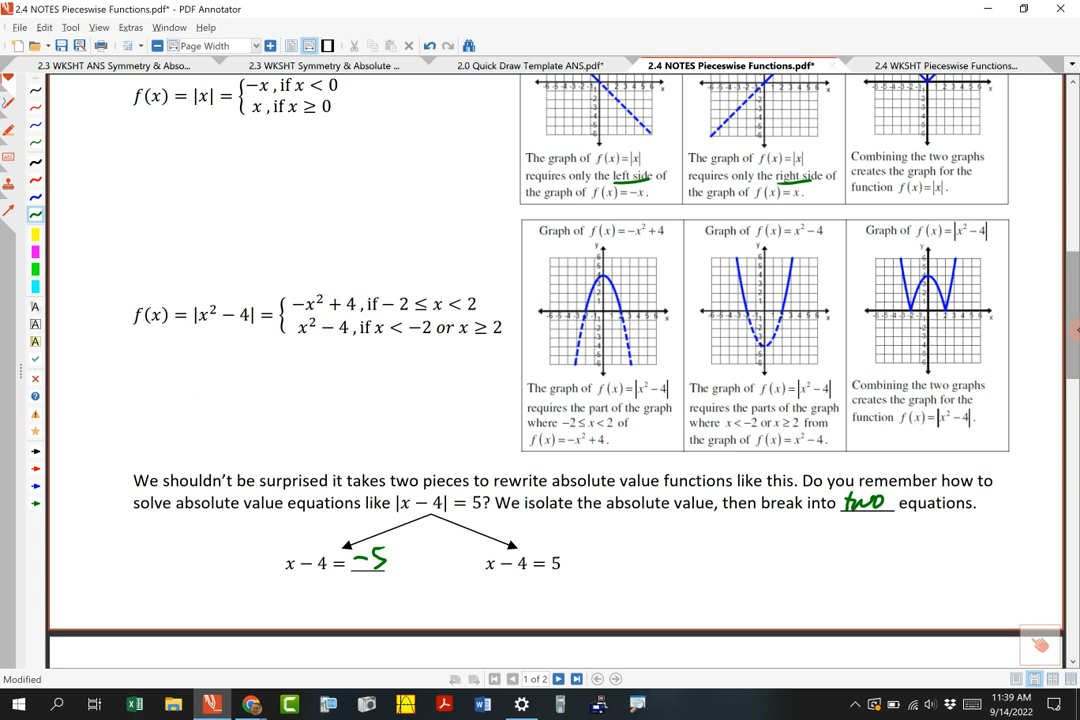 2.4 NOTES Pieceswise Functions.pdf* - PDF Annotator
File Edit Tool View Extras Window Help
Page Width
2.3 WKSHT ANS Symmetry & Abso...
2.3 WKSHT Symmetry & Absolute ...
2.0 Quick Draw Template ANS.pdf*
2.4 NOTES Pieceswise Functions.pdf*
2.4 WKSHT Pieceswise Functions...
f(x) = |x| = { −x , if x < 0
x , if x ≥ 0
The graph of f(x)=|x|
requires only the left side of
the graph of f(x)=−x.
The graph of f(x)=|x|
requires only the right side of
the graph of f(x)=x.
Combining the two graphs
creates the graph for the
function f(x)=|x|.
f(x) = |x² − 4| = { −x² + 4 , if − 2 ≤ x < 2
x² − 4 , if x < −2 or x ≥ 2
Graph of f(x)=−x²+4
The graph of f(x)=|x²−4|
requires the part of the graph
where −2≤x<2 of
f(x)=−x²+4.
Graph of f(x)=x²−4
The graph of f(x)=|x²−4|
requires the parts of the graph
where x<−2 or x≥2 from
the graph of f(x)=x²−4.
Graph of f(x)=|x²−4|
Combining the two graphs
creates the graph for the
function f(x)=|x²−4|.
We shouldn't be surprised it takes two pieces to rewrite absolute value functions like this. Do you remember how to
solve absolute value equations like |x − 4| = 5? We isolate the absolute value, then break into two equations.
x − 4 = −5
x − 4 = 5
Modified
1 of 2
11:39 AM
9/14/2022